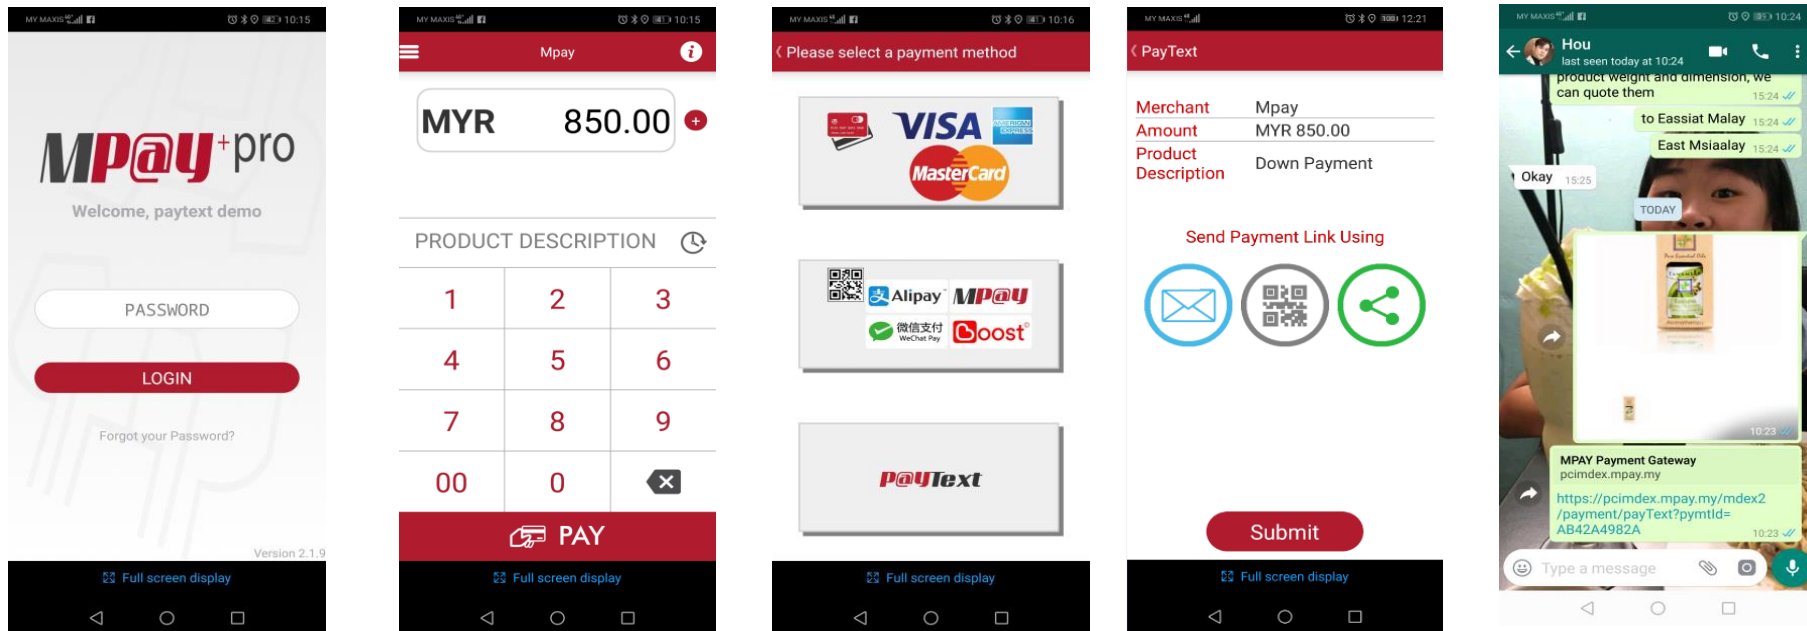 MY MAXIS
10:15
MPay+pro
Welcome, paytext demo
PASSWORD
LOGIN
Forgot your Password?
Version 2.1.9
Full screen display
MY MAXIS
10:15
Mpay
MYR 850.00
PRODUCT DESCRIPTION
1 2 3
4 5 6
7 8 9
00 0
PAY
Full screen display
MY MAXIS
10:16
Please select a payment method
VISA
AMERICAN EXPRESS
MasterCard
Alipay MP@y
微信支付
WeChat Pay
Boost
P@yText
Full screen display
MY MAXIS
100 12:21
PayText
Merchant Mpay
Amount MYR 850.00
Product
Description
Down Payment
Send Payment Link Using
Submit
Full screen display
MY MAXIS
10:24
Hou
last seen today at 10:24
product weight and dimension, we
can quote them
15:24
to Eassiat Malay 15:24
East Msiaalay 15:24
Okay 15:25
TODAY
Pure Essential Oils
10:23
MPAY Payment Gateway
pcimdex.mpay.my
https://pcimdex.mpay.my/mdex2
/payment/payText?pymtId=
AB42A4982A
10:23
Type a message